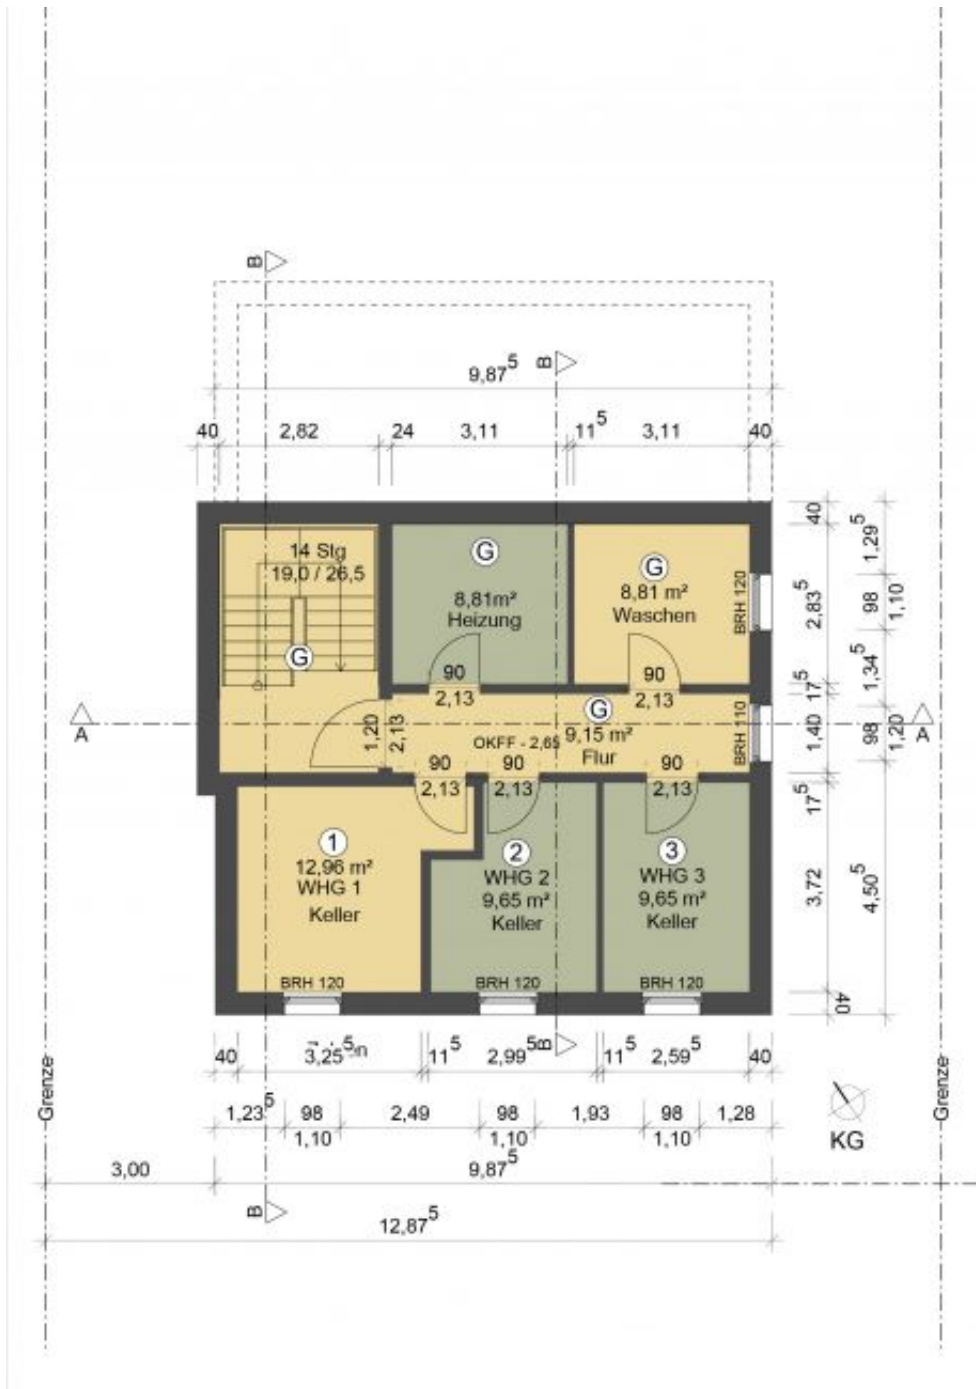 B
B
9,87⁵
40 2,82 24 3,11 11⁵ 3,11 40
14 Stg
19,0 / 26,5
G
G
8,81m²
Heizung
G
8,81 m²
Waschen
BRH 120
90
2,13
90
2,13
40
2,83⁵
17⁵
1,40
17⁵
3,72
40
1,29⁵
98
1,10
1,34⁵
98
1,20
4,50⁵
A
A
1,20
2,13
G
9,15 m²
Flur
OKFF - 2,65
BRH 110
90
2,13
90
2,13
90
2,13
1
12,96 m²
WHG 1
Keller
BRH 120
2
WHG 2
9,65 m²
Keller
BRH 120
3
WHG 3
9,65 m²
Keller
BRH 120
40 3,25⁵ 11⁵ 2,99⁵ 11⁵ 2,59⁵ 40
B
1,23⁵ 98 2,49 98 1,93 98 1,28
1,10 1,10 1,10
Grenze
Grenze
KG
3,00 9,87⁵
B
12,87⁵